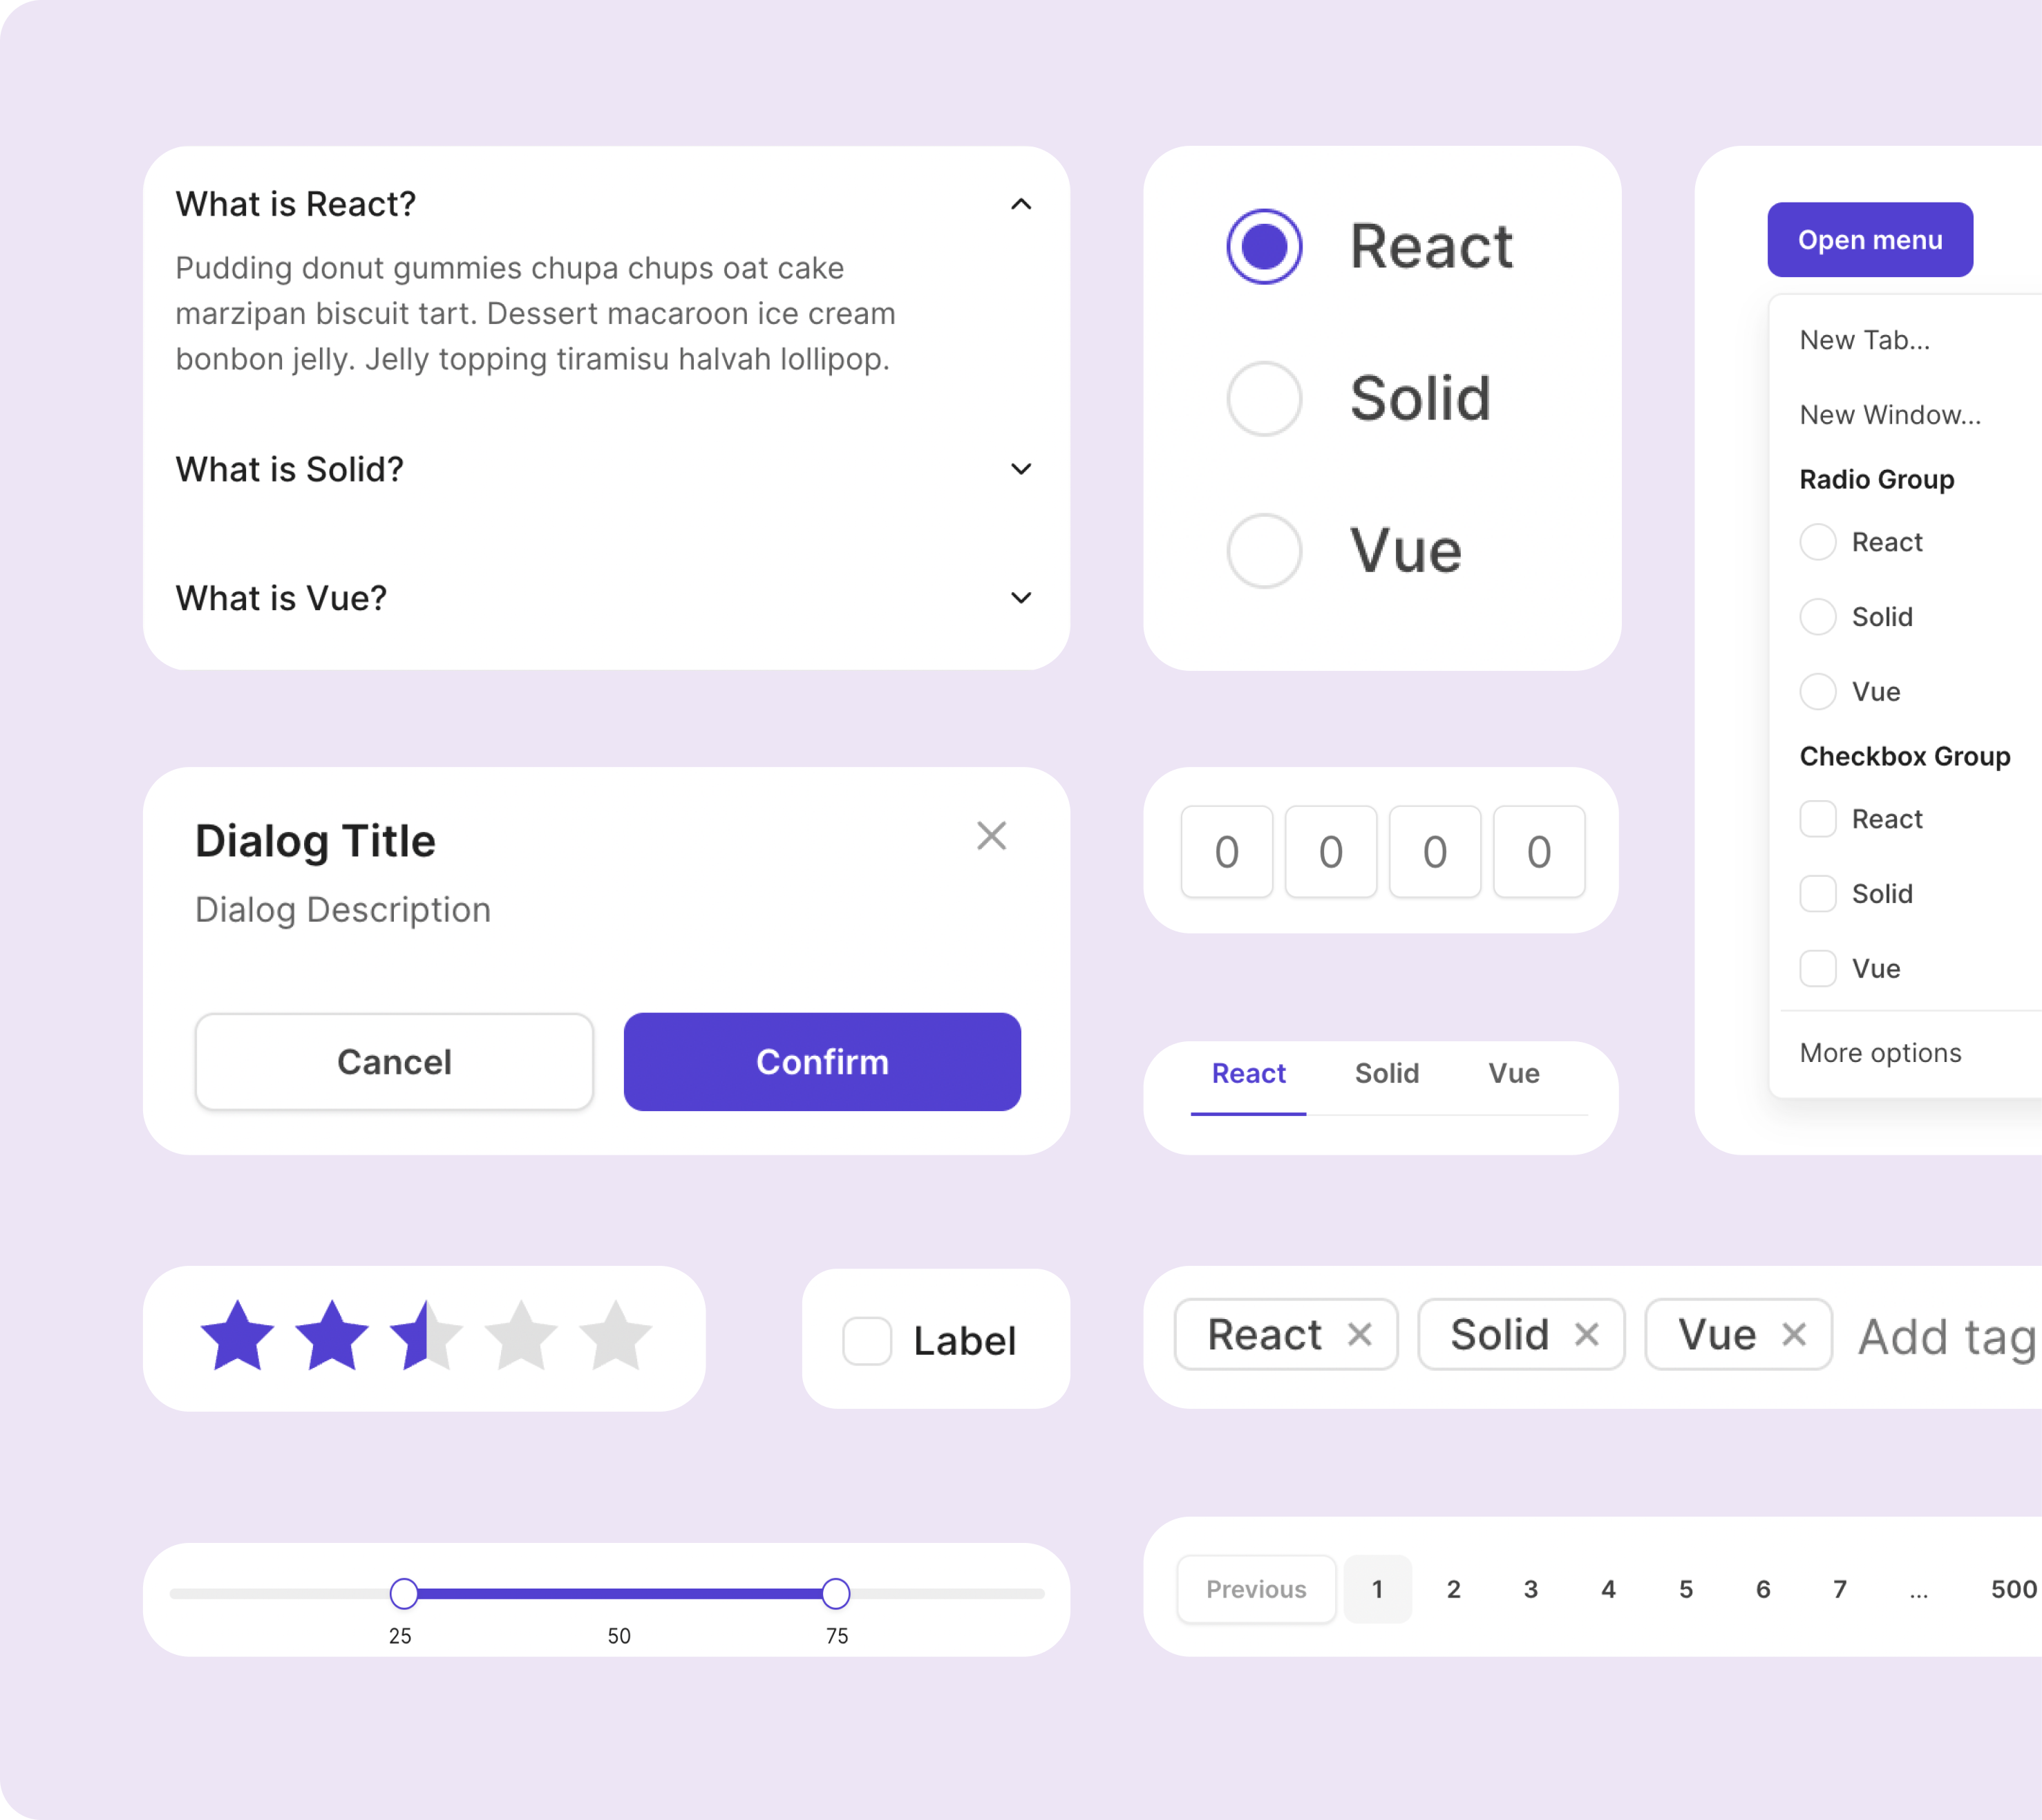 What is React?
Pudding donut gummies chupa chups oat cake
marzipan biscuit tart. Dessert macaroon ice cream
bonbon jelly. Jelly topping tiramisu halvah lollipop.
What is Solid?
What is Vue?
React
Solid
Vue
Open menu
New Tab...
New Window...
Radio Group
React
Solid
Vue
Checkbox Group
React
Solid
Vue
More options
Dialog Title
Dialog Description
Cancel Confirm
0 0 0 0
React Solid Vue
Label
React Solid Vue Add tag
25 50 75
Previous 1 2 3 4 5 6 7 ... 500